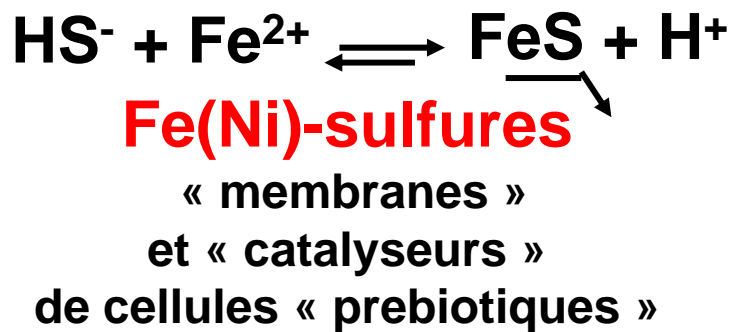 HS⁻ + Fe²⁺ ⇌ FeS + H⁺
Fe(Ni)-sulfures
« membranes »
et « catalyseurs »
de cellules « prebiotiques »